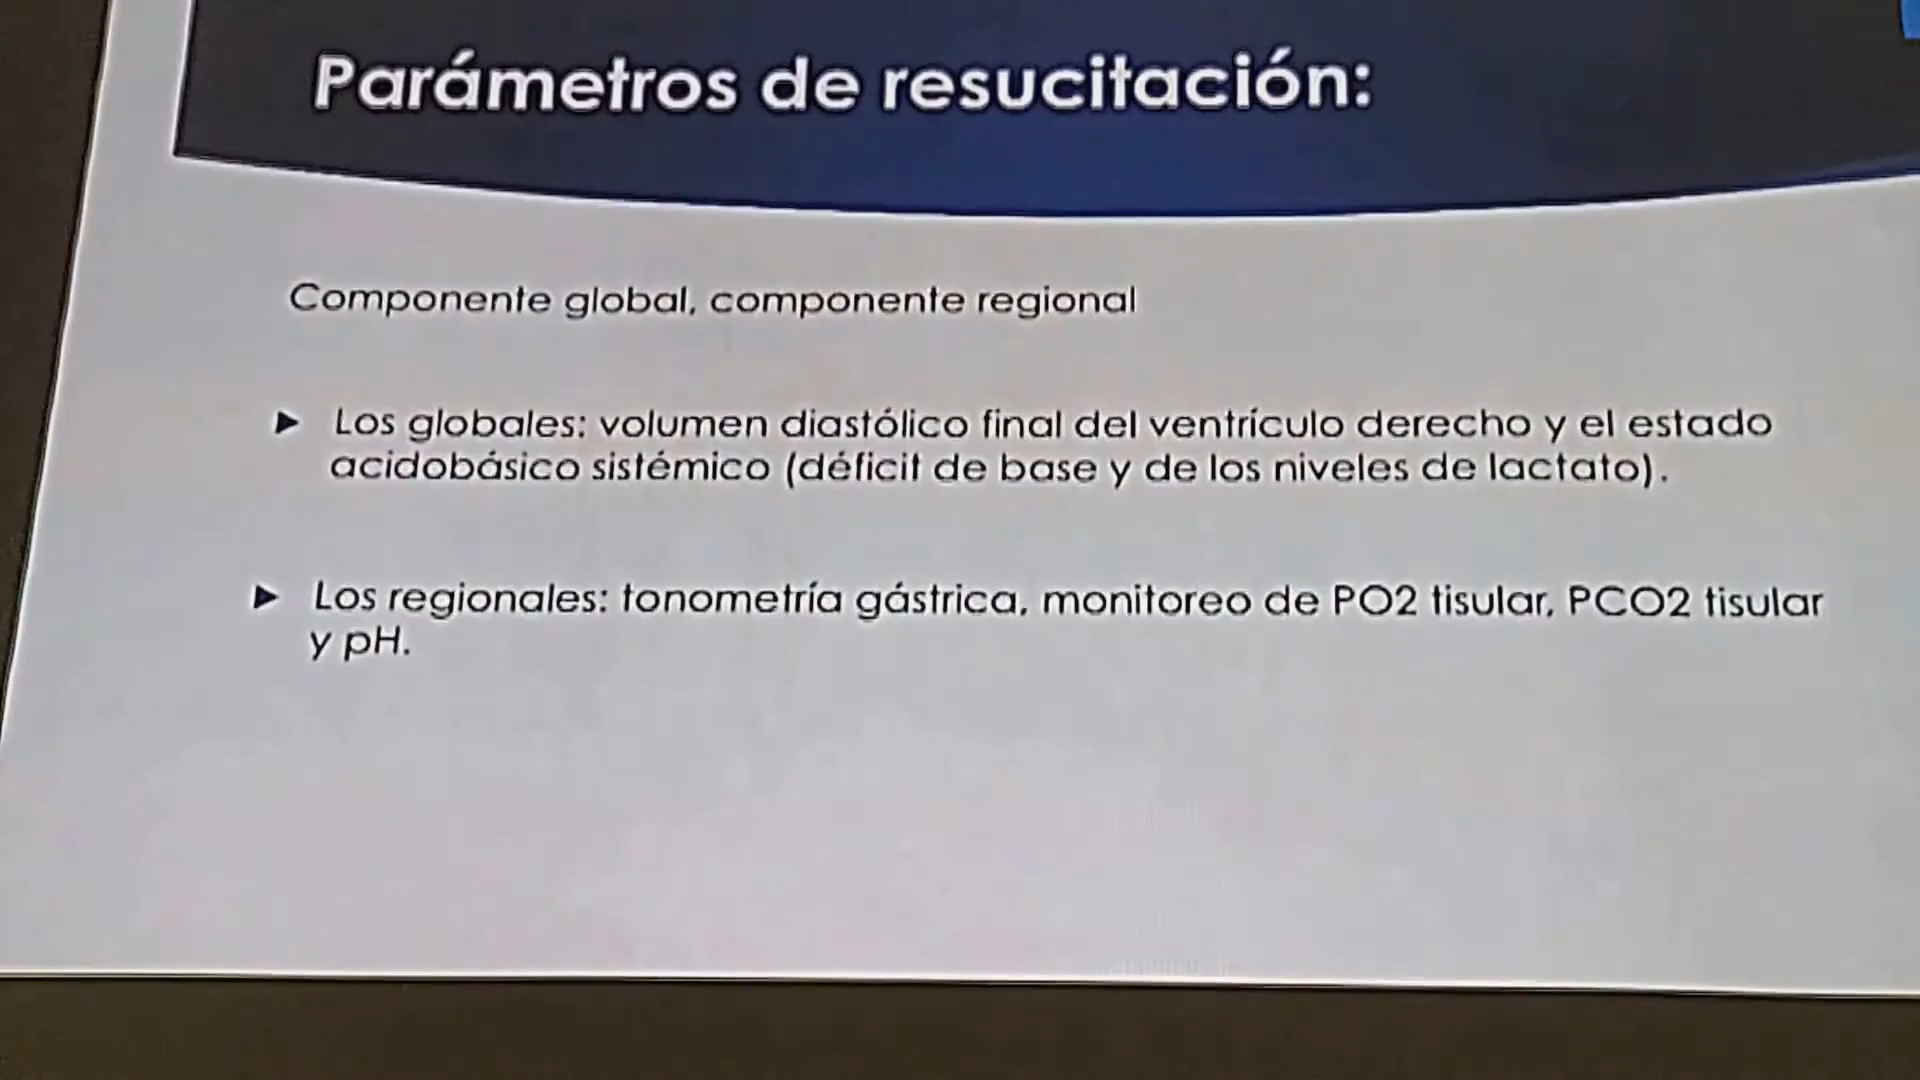 Parámetros de resucitación:
Componente global, componente regional
Los globales: volumen diastólico final del ventrículo derecho y el estado
acidobásico sistémico (déficit de base y de los niveles de lactato).
Los regionales: tonometría gástrica, monitoreo de PO2 tisular, PCO2 tisular
y pH.